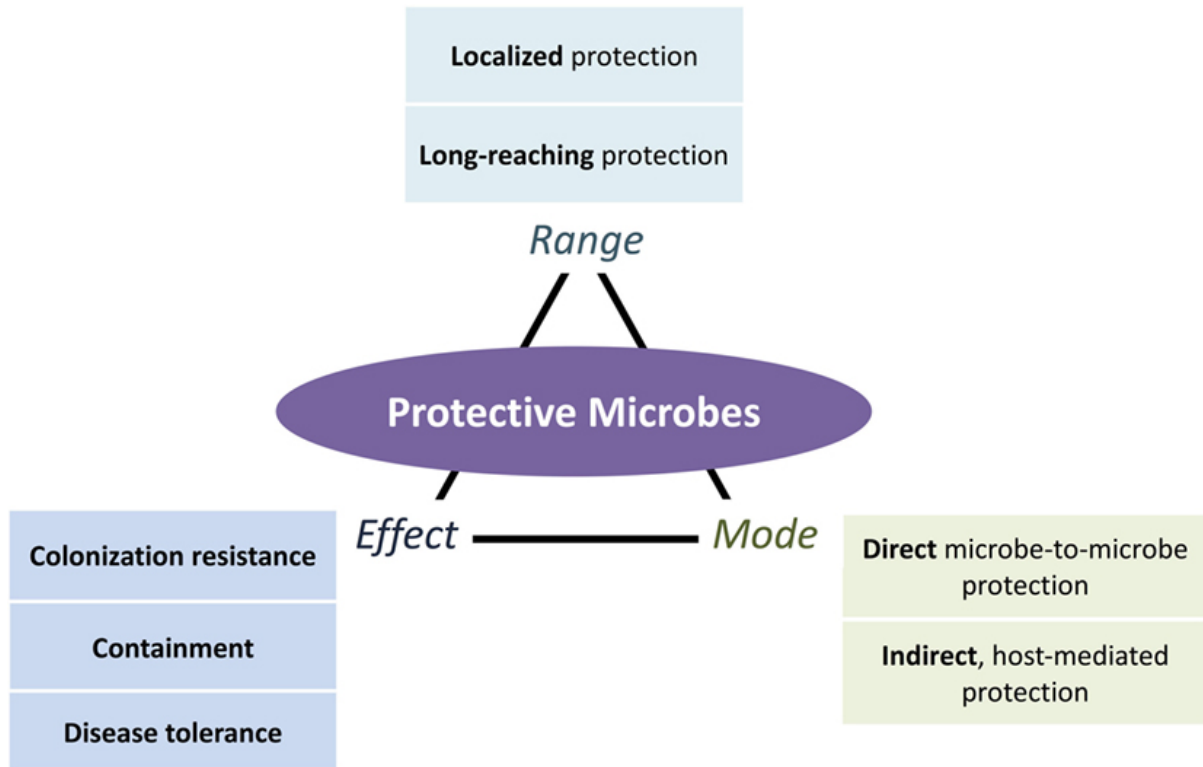 Localized protection
Long-reaching protection
Range
Protective Microbes
Effect
Mode
Colonization resistance
Containment
Disease tolerance
Direct microbe-to-microbe
protection
Indirect, host-mediated
protection